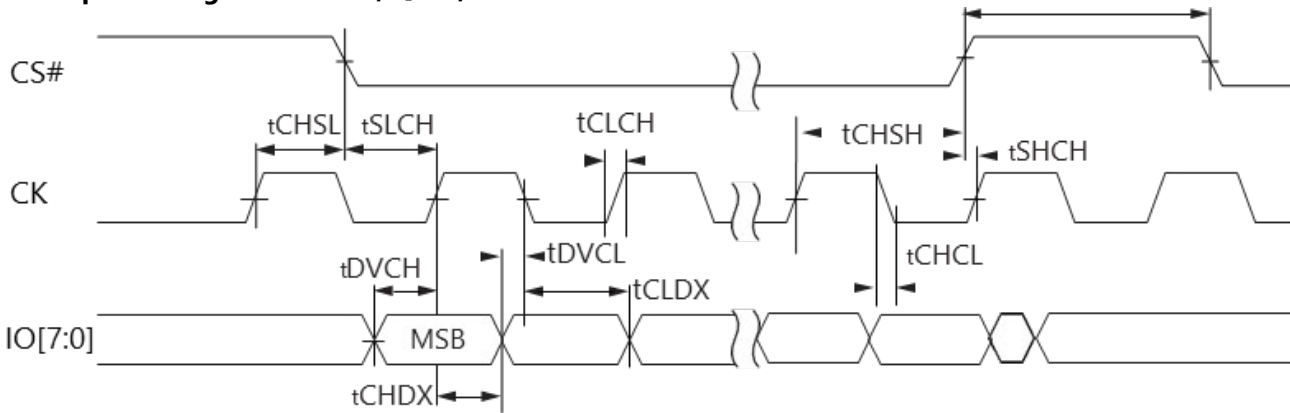 CS#
tCHSL tSLCH tCLCH tCHSH tSHCH
CK
tDVCH tDVCL tCLDX tCHCL
IO[7:0] MSB
tCHDX